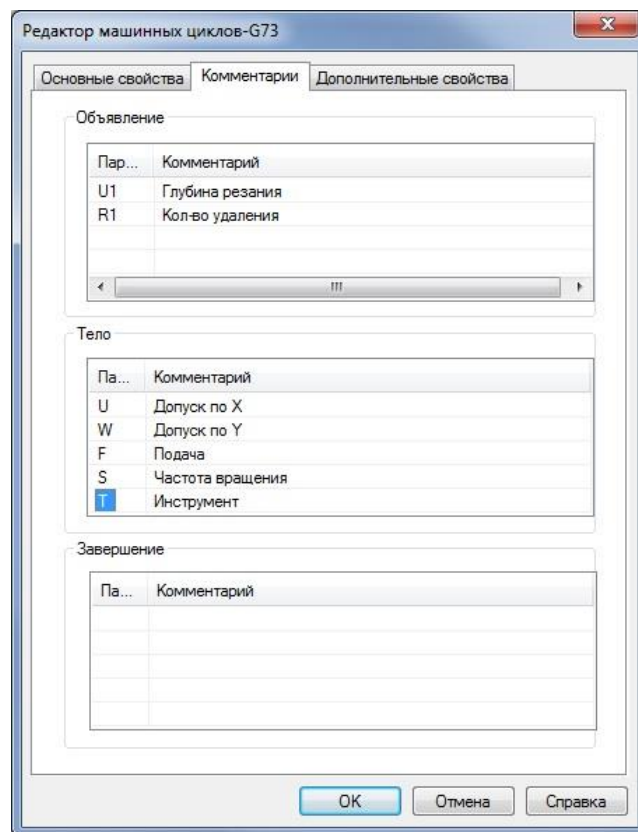 Редактор машинных циклов-G73
Основные свойства Комментарии Дополнительные свойства
Объявление
Пар... Комментарий
U1 Глубина резания
R1 Кол-во удаления
Тело
Па... Комментарий
U Допуск по X
W Допуск по Y
F Подача
S Частота вращения
T Инструмент
Завершение
Па... Комментарий
OK Отмена Справка